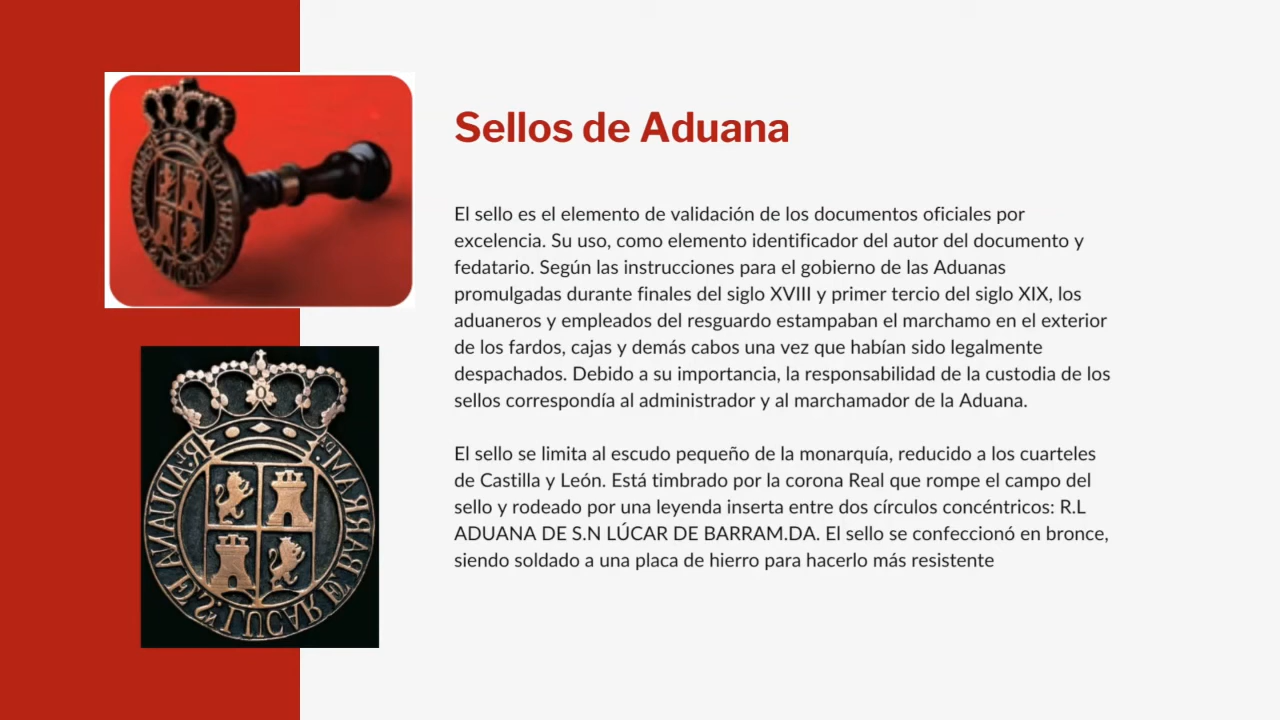 Sellos de Aduana
El sello es el elemento de validación de los documentos oficiales por
excelencia. Su uso, como elemento identificador del autor del documento y
fedatario. Según las instrucciones para el gobierno de las Aduanas
promulgadas durante finales del siglo XVIII y primer tercio del siglo XIX, los
aduaneros y empleados del resguardo estampaban el marchamo en el exterior
de los fardos, cajas y demás cabos una vez que habían sido legalmente
despachados. Debido a su importancia, la responsabilidad de la custodia de los
sellos correspondía al administrador y al marchamador de la Aduana.
El sello se limita al escudo pequeño de la monarquía, reducido a los cuarteles
de Castilla y León. Está timbrado por la corona Real que rompe el campo del
sello y rodeado por una leyenda inserta entre dos círculos concéntricos: R.L
ADUANA DE S.N LÚCAR DE BARRAM.DA. El sello se confeccionó en bronce,
siendo soldado a una placa de hierro para hacerlo más resistente